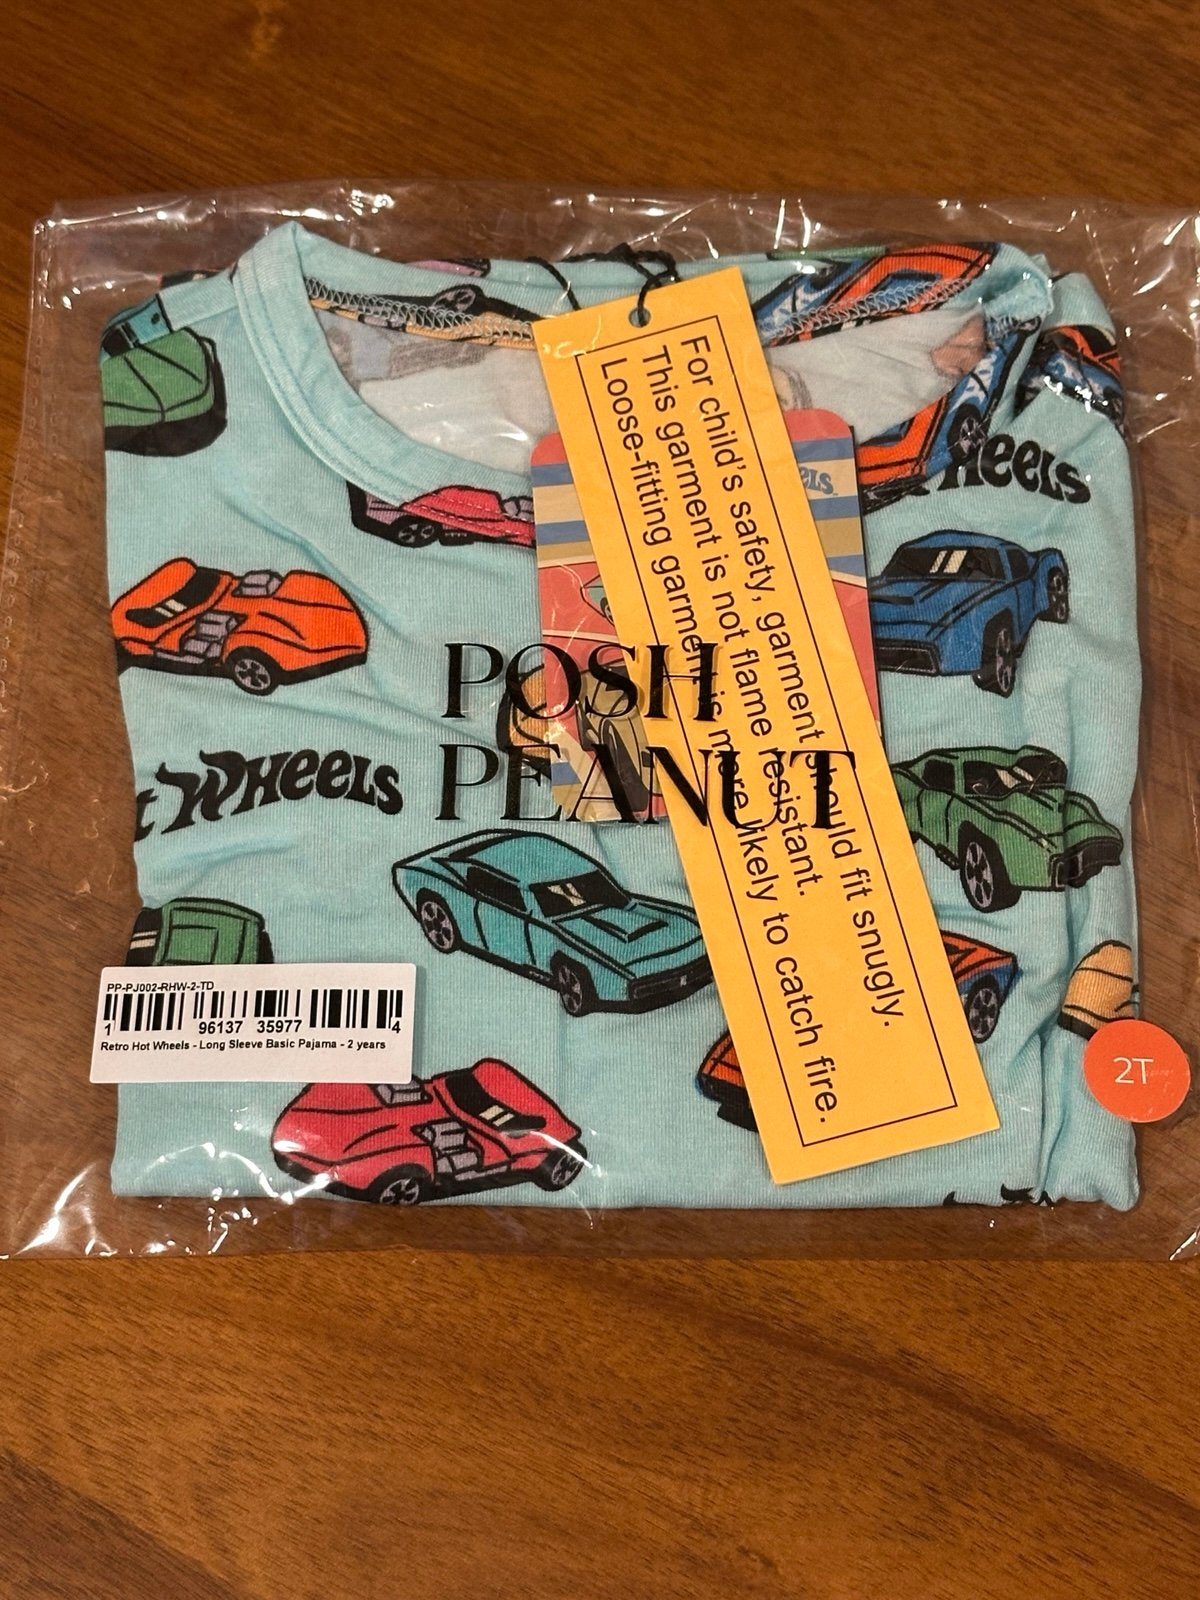 For child's safety, garment should fit snugly.
This garment is not flame resistant.
Loose-fitting garment is more likely to catch fire.
WHEELS
POSH
PEANUT
t WHEELS
PP-PJ002-RHW-2-TD
1 96137 35977 4
Retro Hot Wheels - Long Sleeve Basic Pajama - 2 years
2T